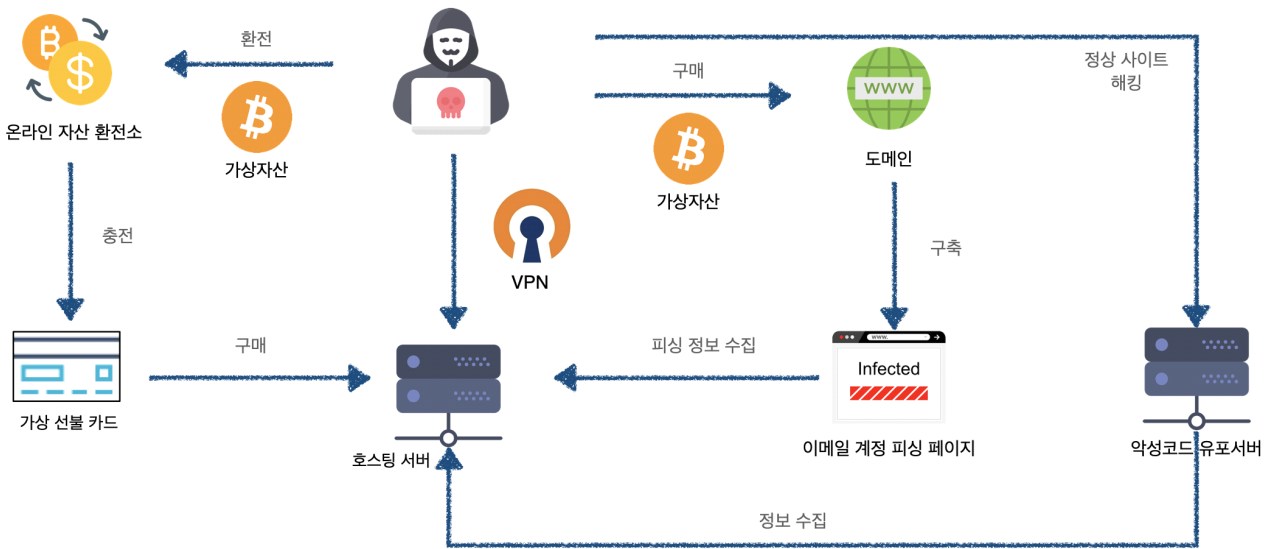 환전
가상자산
온라인 자산 환전소
구매
가상자산
WWW
도메인
정상 사이트
해킹
충전
VPN
구축
가상 선불 카드
구매
호스팅 서버
피싱 정보 수집
www.
Infected
이메일 계정 피싱 페이지
악성코드 유포서버
정보 수집